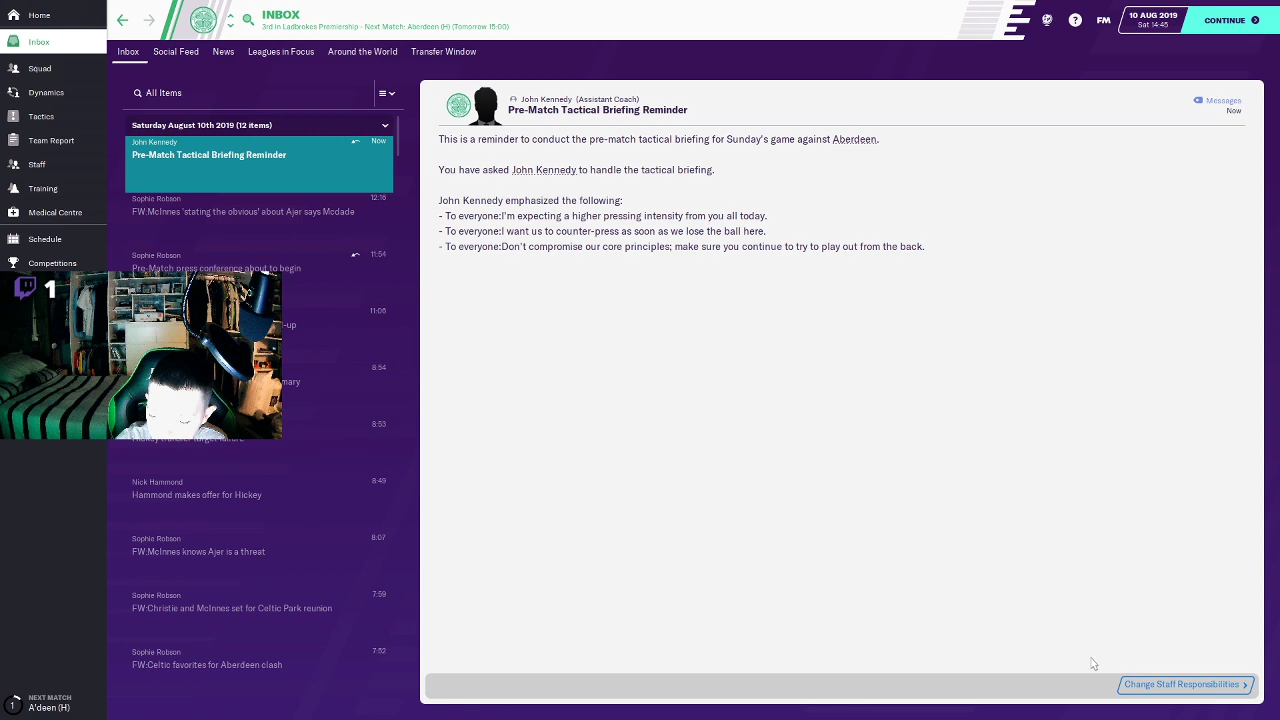 INBOX
3rd in Ladbrokes Premiership - Next Match: Aberdeen (H) (Tomorrow 15:00)
?
FM
10 AUG 2019
Sat 14:45
CONTINUE
Inbox
Squad
Dynamics
Tactics
Team Report
Staff
Training
Medical Centre
Schedule
Competitions
Inbox
Social Feed
News
Leagues in Focus
Around the World
Transfer Window
All Items
Saturday August 10th 2019 (12 items)
John Kennedy
Now
Pre-Match Tactical Briefing Reminder
Sophie Robson
12:16
FW:McInnes 'stating the obvious' about Ajer says Mcdade
Sophie Robson
11:54
Pre-Match press conference about to begin
11:06
-up
8:54
mary
8:53
Nick Hammond
8:49
Hammond makes offer for Hickey
Sophie Robson
8:07
FW:McInnes knows Ajer is a threat
Sophie Robson
7:59
FW:Christie and McInnes set for Celtic Park reunion
Sophie Robson
7:52
FW:Celtic favorites for Aberdeen clash
1
1
NEXT MATCH
A'deen (H)
John Kennedy (Assistant Coach)
Pre-Match Tactical Briefing Reminder
Messages
Now
This is a reminder to conduct the pre-match tactical briefing for Sunday's game against Aberdeen.
You have asked John Kennedy to handle the tactical briefing.
John Kennedy emphasized the following:
- To everyone:I'm expecting a higher pressing intensity from you all today.
- To everyone:I want us to counter-press as soon as we lose the ball here.
- To everyone:Don't compromise our core principles; make sure you continue to try to play out from the back.
Change Staff Responsibilities